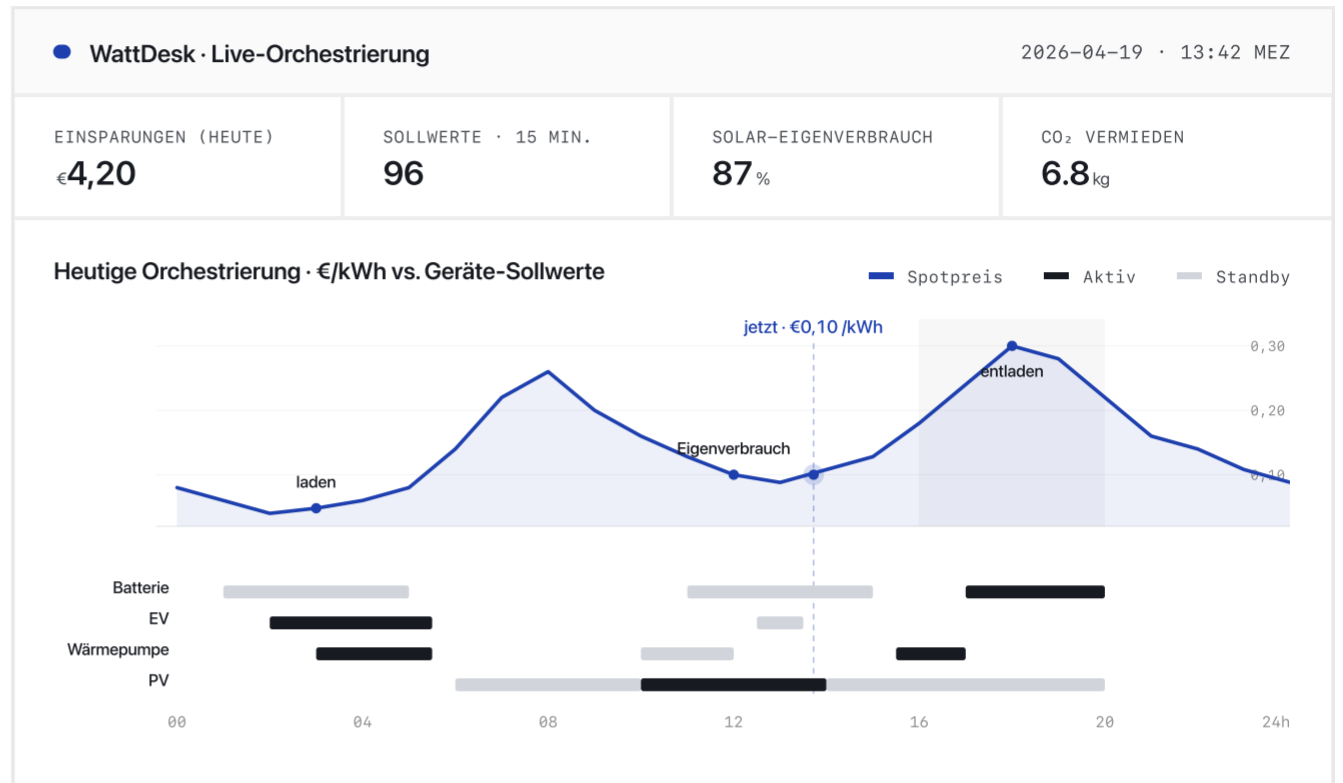 WattDesk · Live-Orchestrierung
2026-04-19 · 13:42 MEZ
EINSPARUNGEN (HEUTE)
€4,20
SOLLWERTE · 15 MIN.
96
SOLAR-EIGENVERBRAUCH
87 %
CO₂ VERMIEDEN
6.8 kg
Heutige Orchestrierung · €/kWh vs. Geräte-Sollwerte
Spotpreis
Aktiv
Standby
jetzt · €0,10 /kWh
0,30
entladen
0,20
Eigenverbrauch
0,10
laden
Batterie
EV
Wärmepumpe
PV
00 04 08 12 16 20 24h